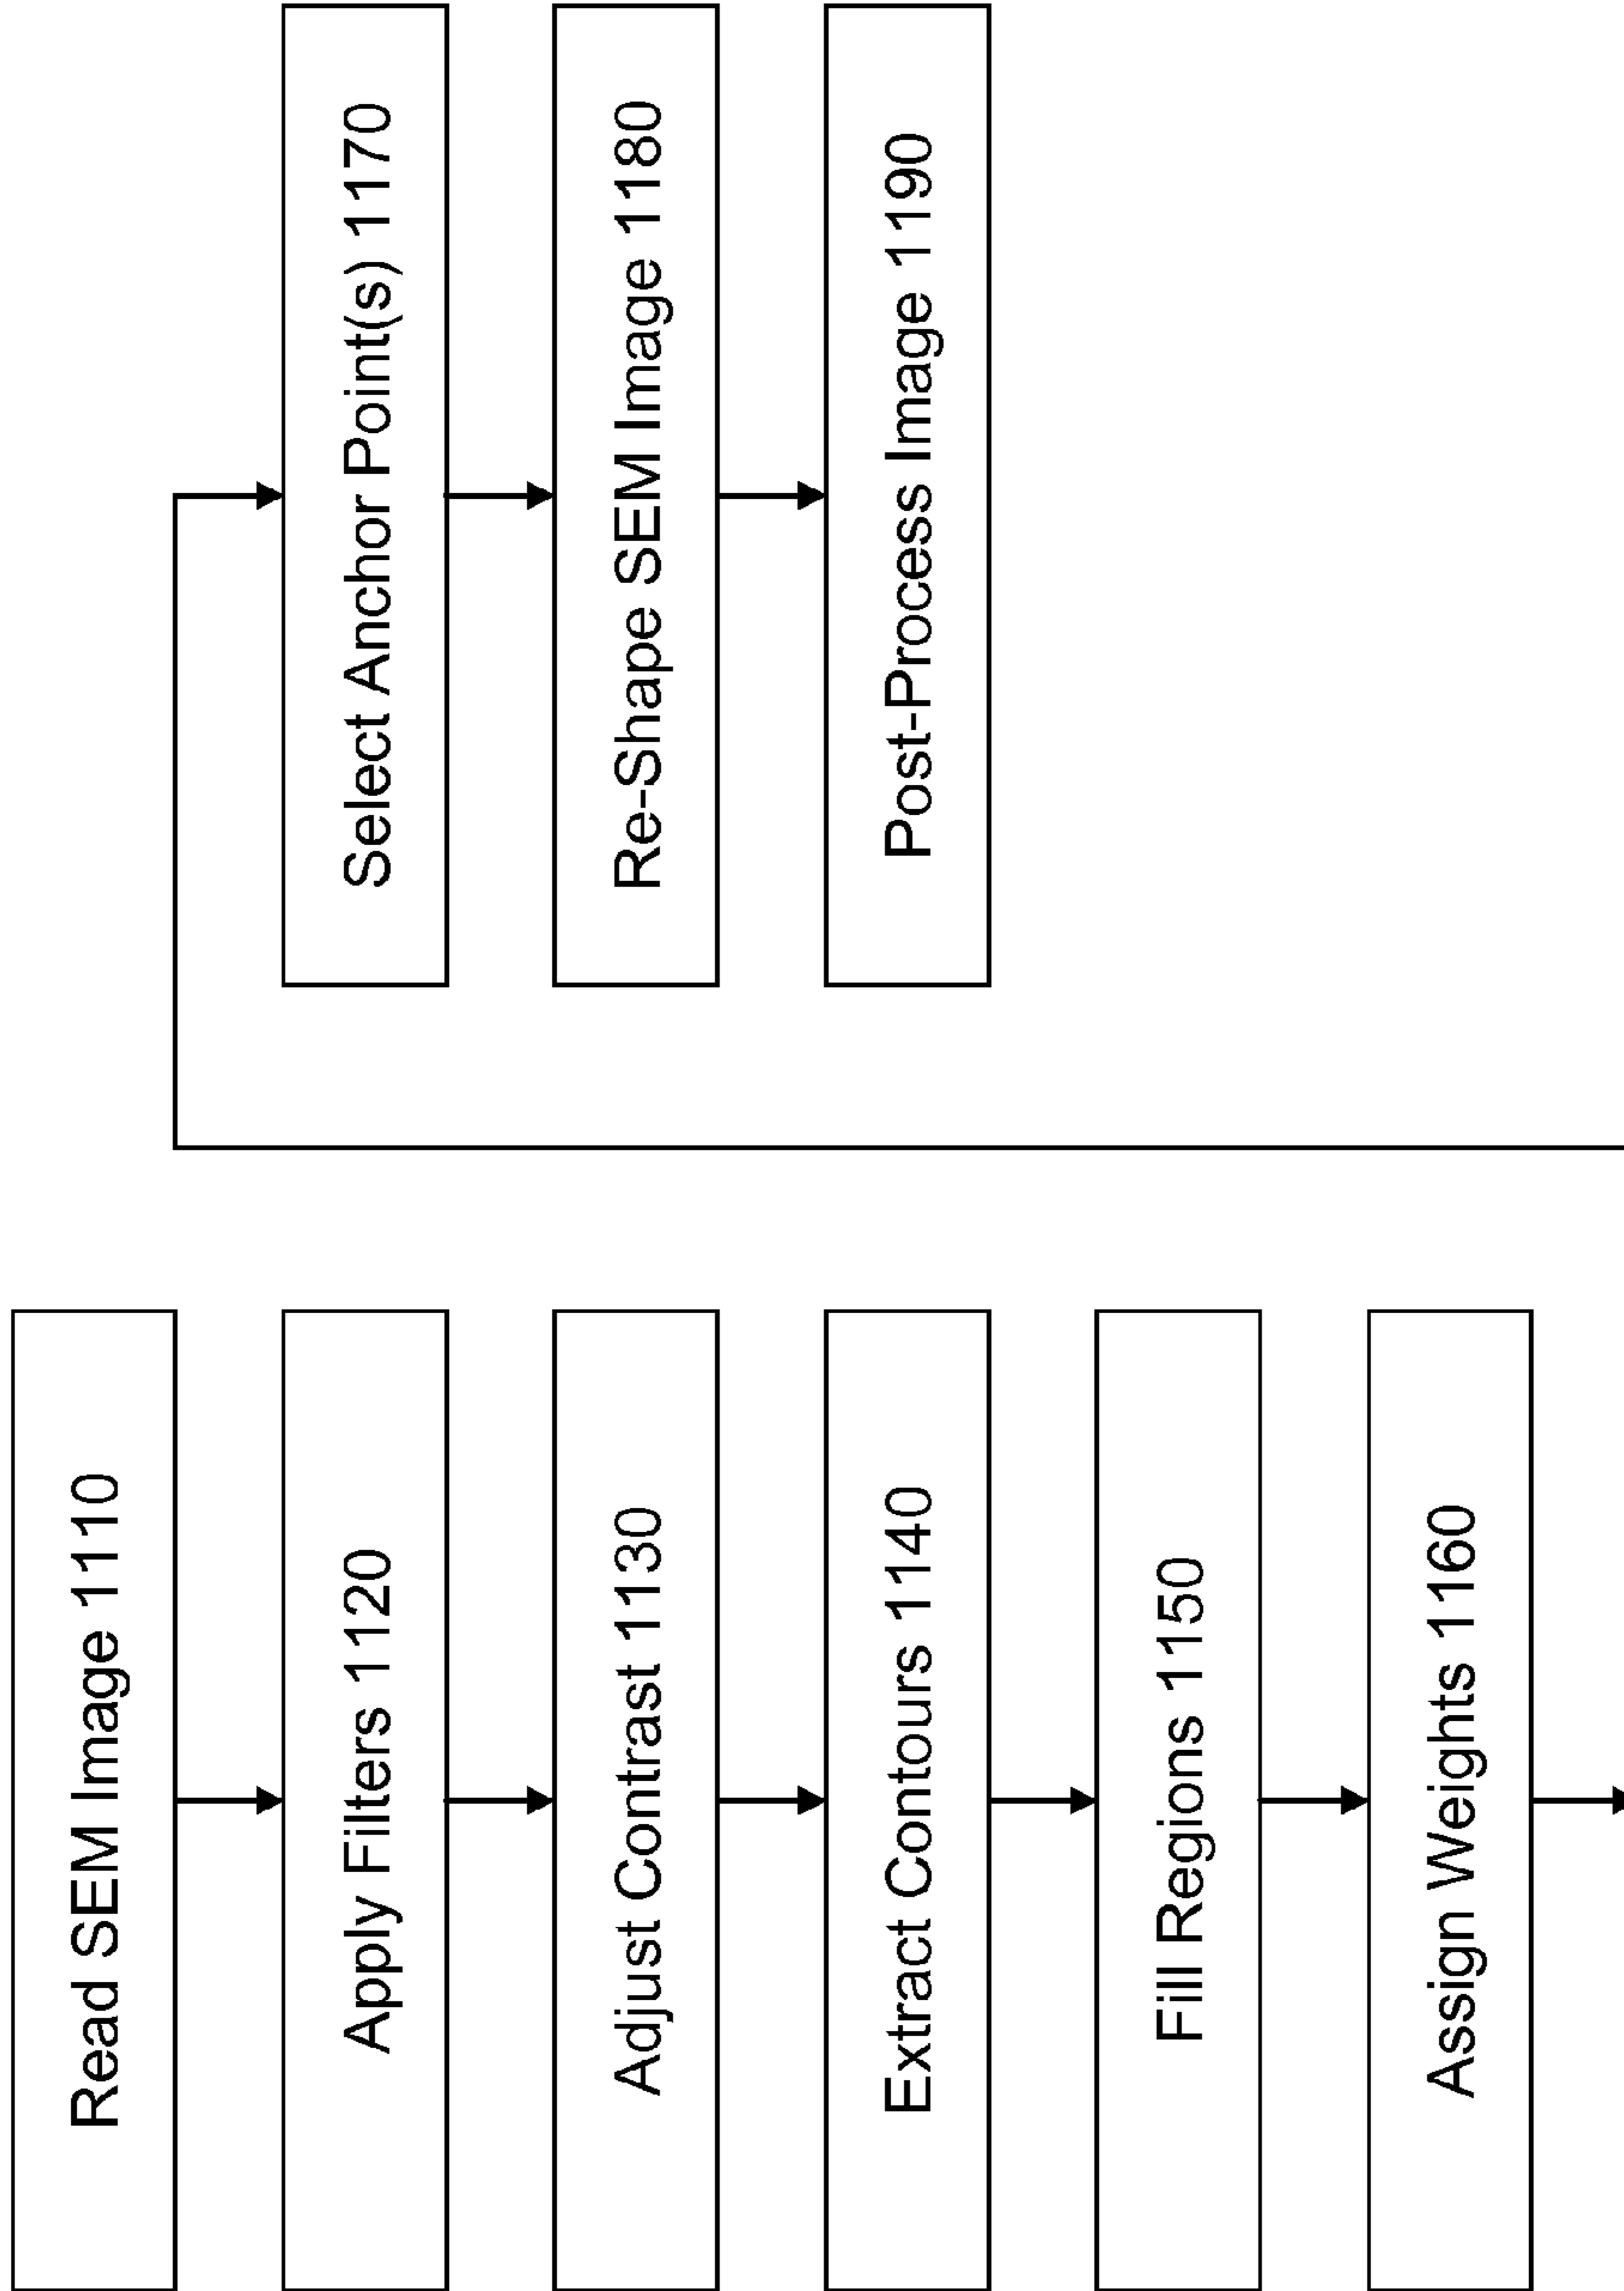 Read SEM Image 1110
Apply Filters 1120
Adjust Contrast 1130
Extract Contours 1140
Fill Regions 1150
Assign Weights 1160
Select Anchor Point(s) 1170
Re-Shape SEM Image 1180
Post-Process Image 1190